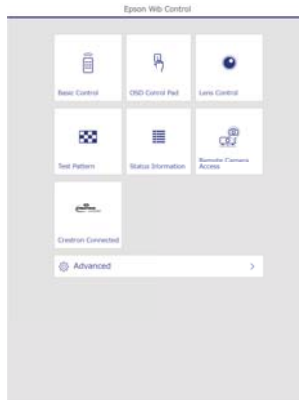 Epson Web Control
Basic Control
OSD Control Pad
Lens Control
Test Pattern
Status Information
Remote Camera
Access
Crestron Connected
Advanced